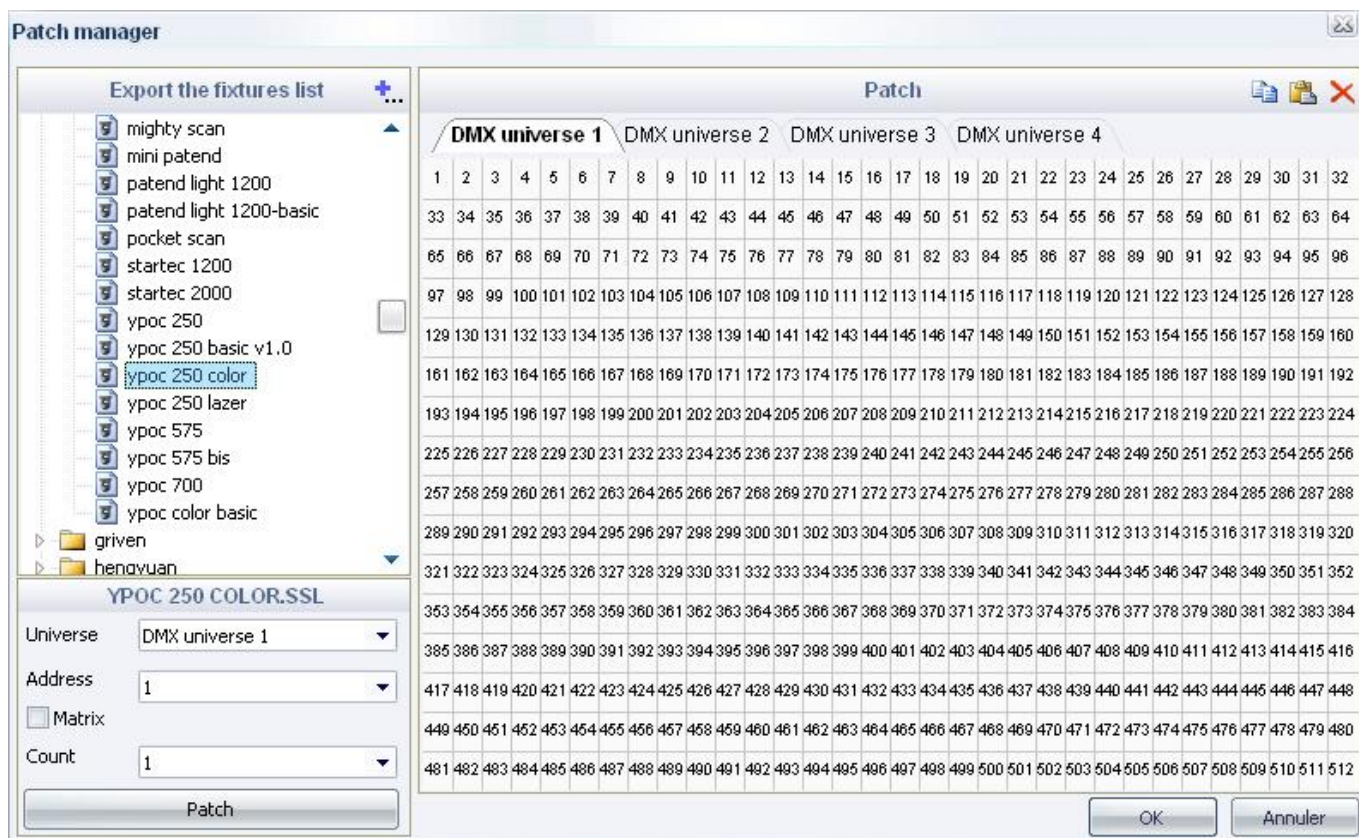 Patch manager
Export the fixtures list
mighty scan
mini patend
patend light 1200
patend light 1200-basic
pocket scan
startec 1200
startec 2000
ypoc 250
ypoc 250 basic v1.0
ypoc 250 color
ypoc 250 lazer
ypoc 575
ypoc 575 bis
ypoc 700
ypoc color basic
griven
hengyuan
YPOC 250 COLOR.SSL
Universe DMX universe 1
Address 1
Matrix
Count 1
Patch
Patch
DMX universe 1 DMX universe 2 DMX universe 3 DMX universe 4
1 2 3 4 5 6 7 8 9 10 11 12 13 14 15 16 17 18 19 20 21 22 23 24 25 26 27 28 29 30 31 32
33 34 35 36 37 38 39 40 41 42 43 44 45 46 47 48 49 50 51 52 53 54 55 56 57 58 59 60 61 62 63 64
65 66 67 68 69 70 71 72 73 74 75 76 77 78 79 80 81 82 83 84 85 86 87 88 89 90 91 92 93 94 95 96
97 98 99 100 101 102 103 104 105 106 107 108 109 110 111 112 113 114 115 116 117 118 119 120 121 122 123 124 125 126 127 128
129 130 131 132 133 134 135 136 137 138 139 140 141 142 143 144 145 146 147 148 149 150 151 152 153 154 155 156 157 158 159 160
161 162 163 164 165 166 167 168 169 170 171 172 173 174 175 176 177 178 179 180 181 182 183 184 185 186 187 188 189 190 191 192
193 194 195 196 197 198 199 200 201 202 203 204 205 206 207 208 209 210 211 212 213 214 215 216 217 218 219 220 221 222 223 224
225 226 227 228 229 230 231 232 233 234 235 236 237 238 239 240 241 242 243 244 245 246 247 248 249 250 251 252 253 254 255 256
257 258 259 260 261 262 263 264 265 266 267 268 269 270 271 272 273 274 275 276 277 278 279 280 281 282 283 284 285 286 287 288
289 290 291 292 293 294 295 296 297 298 299 300 301 302 303 304 305 306 307 308 309 310 311 312 313 314 315 316 317 318 319 320
321 322 323 324 325 326 327 328 329 330 331 332 333 334 335 336 337 338 339 340 341 342 343 344 345 346 347 348 349 350 351 352
353 354 355 356 357 358 359 360 361 362 363 364 365 366 367 368 369 370 371 372 373 374 375 376 377 378 379 380 381 382 383 384
385 386 387 388 389 390 391 392 393 394 395 396 397 398 399 400 401 402 403 404 405 406 407 408 409 410 411 412 413 414 415 416
417 418 419 420 421 422 423 424 425 426 427 428 429 430 431 432 433 434 435 436 437 438 439 440 441 442 443 444 445 446 447 448
449 450 451 452 453 454 455 456 457 458 459 460 461 462 463 464 465 466 467 468 469 470 471 472 473 474 475 476 477 478 479 480
481 482 483 484 485 486 487 488 489 490 491 492 493 494 495 496 497 498 499 500 501 502 503 504 505 506 507 508 509 510 511 512
OK Annuler